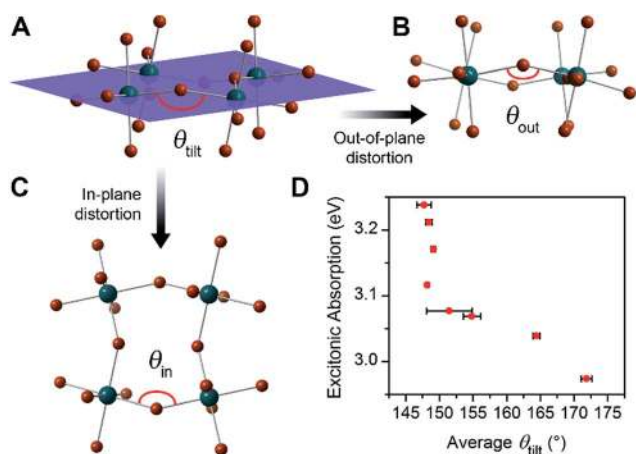 A
θtilt
Out-of-plane
distortion
B
θout
C
In-plane
distortion
θin
D
Excitonic Absorption (eV)
3.2
3.1
3.0
145 150 155 160 165 170 175
Average θtilt (°)